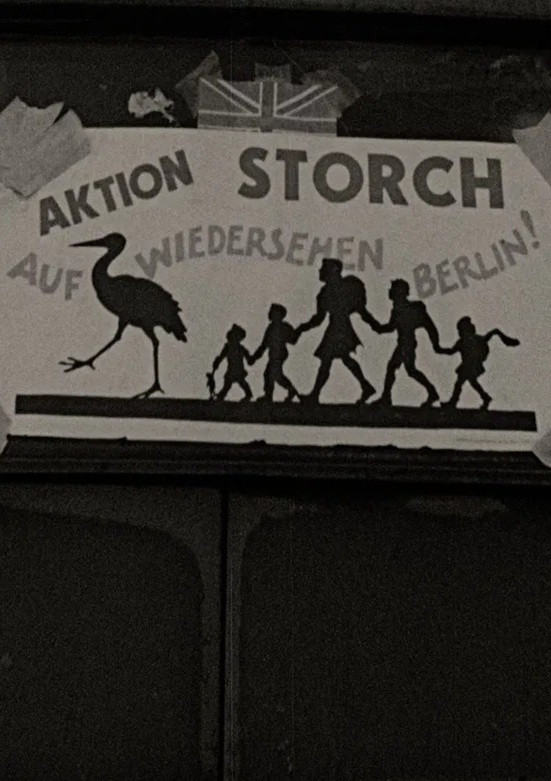 AKTION STORCH
AUF WIEDERSEHEN BERLIN!